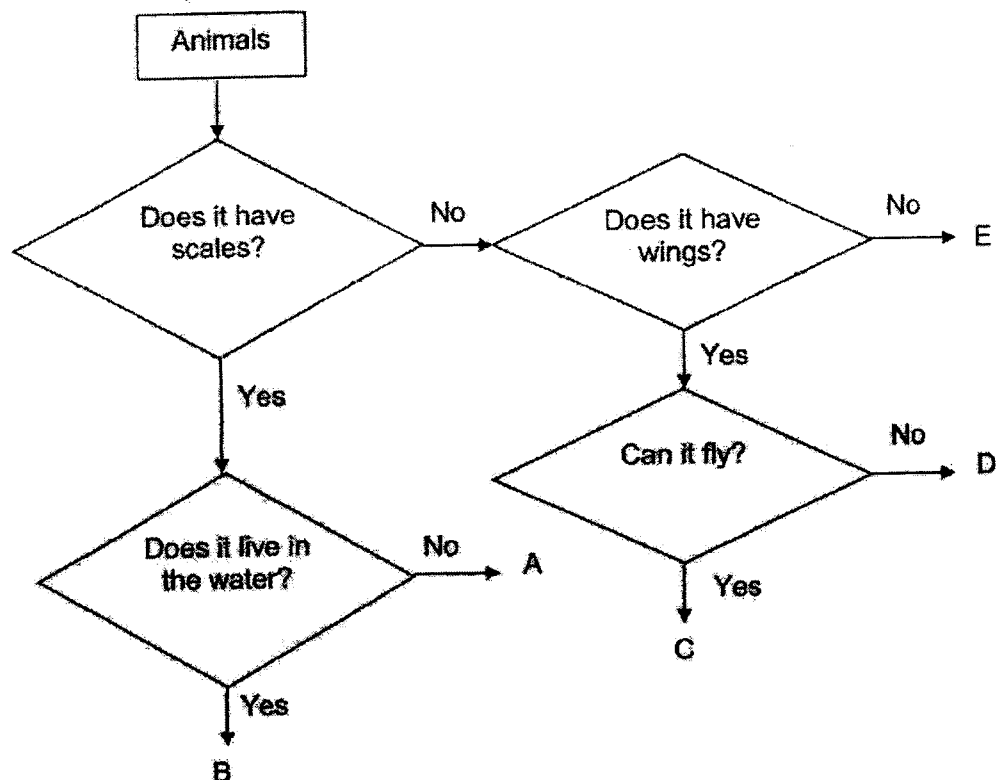 Animals
Does it have
scales?
No
Does it have
wings?
No
E
Yes
Yes
Can it fly?
No
D
Does it live in
the water?
No
A
Yes
C
Yes
B